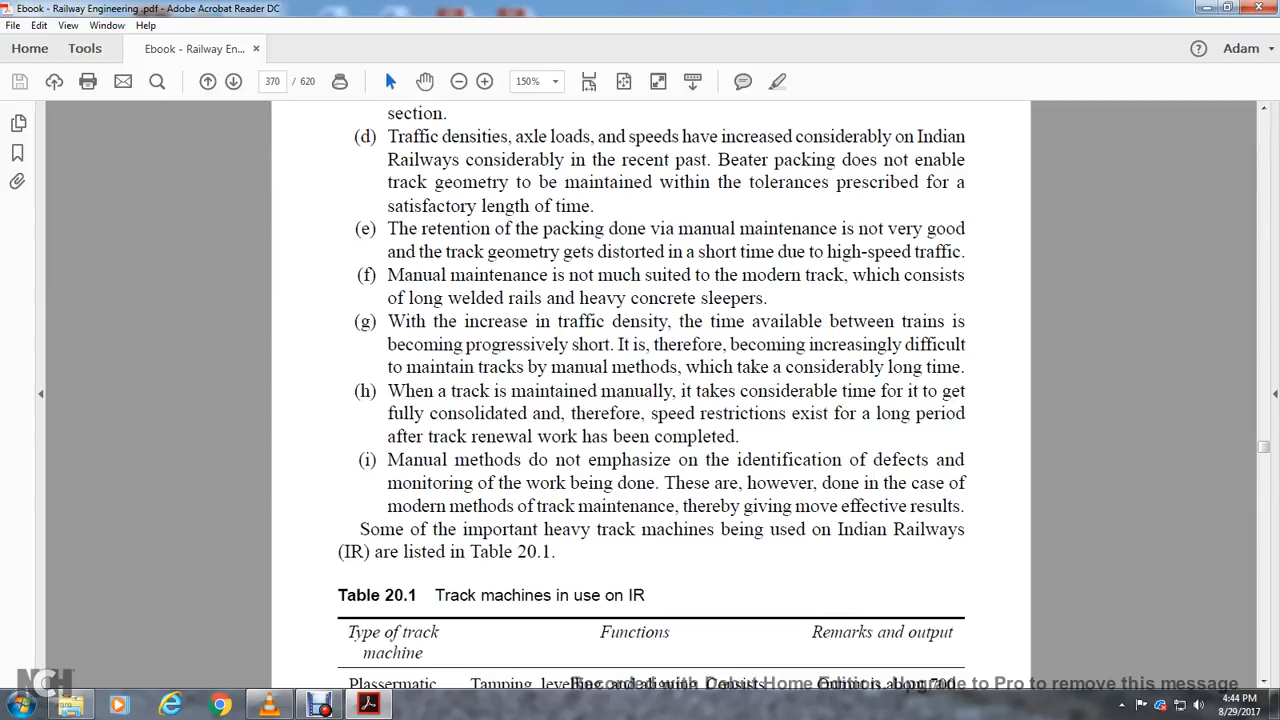 Ebook - Railway Engineering .pdf - Adobe Acrobat Reader DC
File Edit View Window Help
Home Tools Ebook - Railway En... × Adam
370 / 620 150%
section.
(d) Traffic densities, axle loads, and speeds have increased considerably on Indian
Railways considerably in the recent past. Beater packing does not enable
track geometry to be maintained within the tolerances prescribed for a
satisfactory length of time.
(e) The retention of the packing done via manual maintenance is not very good
and the track geometry gets distorted in a short time due to high-speed traffic.
(f) Manual maintenance is not much suited to the modern track, which consists
of long welded rails and heavy concrete sleepers.
(g) With the increase in traffic density, the time available between trains is
becoming progressively short. It is, therefore, becoming increasingly difficult
to maintain tracks by manual methods, which take a considerably long time.
(h) When a track is maintained manually, it takes considerable time for it to get
fully consolidated and, therefore, speed restrictions exist for a long period
after track renewal work has been completed.
(i) Manual methods do not emphasize on the identification of defects and
monitoring of the work being done. These are, however, done in the case of
modern methods of track maintenance, thereby giving move effective results.
Some of the important heavy track machines being used on Indian Railways
(IR) are listed in Table 20.1.
Table 20.1 Track machines in use on IR
Type of track Functions Remarks and output
machine
Plassermatic Tamping, levelling, and aligning. Consists
Recorded with Debut Home Edition. Upgrade to Pro to remove this message
NCH
4:44 PM
8/29/2017